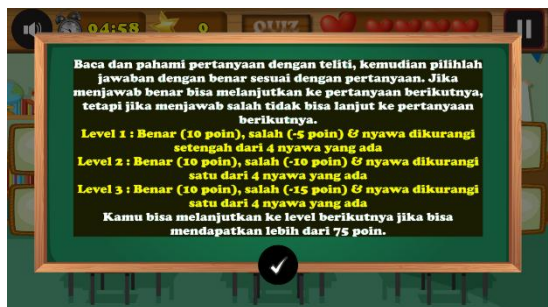 04:58 0 QUIZ
Baca dan pahami pertanyaan dengan teliti, kemudian pilihlah
jawaban dengan benar sesuai dengan pertanyaan. Jika
menjawab benar bisa melanjutkan ke pertanyaan berikutnya,
tetapi jika menjawab salah tidak bisa lanjut ke pertanyaan
berikutnya.
Level 1 : Benar (10 poin), salah (-5 poin) & nyawa dikurangi
setengah dari 4 nyawa yang ada
Level 2 : Benar (10 poin), salah (-10 poin) & nyawa dikurangi
satu dari 4 nyawa yang ada
Level 3 : Benar (10 poin), salah (-15 poin) & nyawa dikurangi
satu dari 4 nyawa yang ada
Kamu bisa melanjutkan ke level berikutnya jika bisa
mendapatkan lebih dari 75 poin.